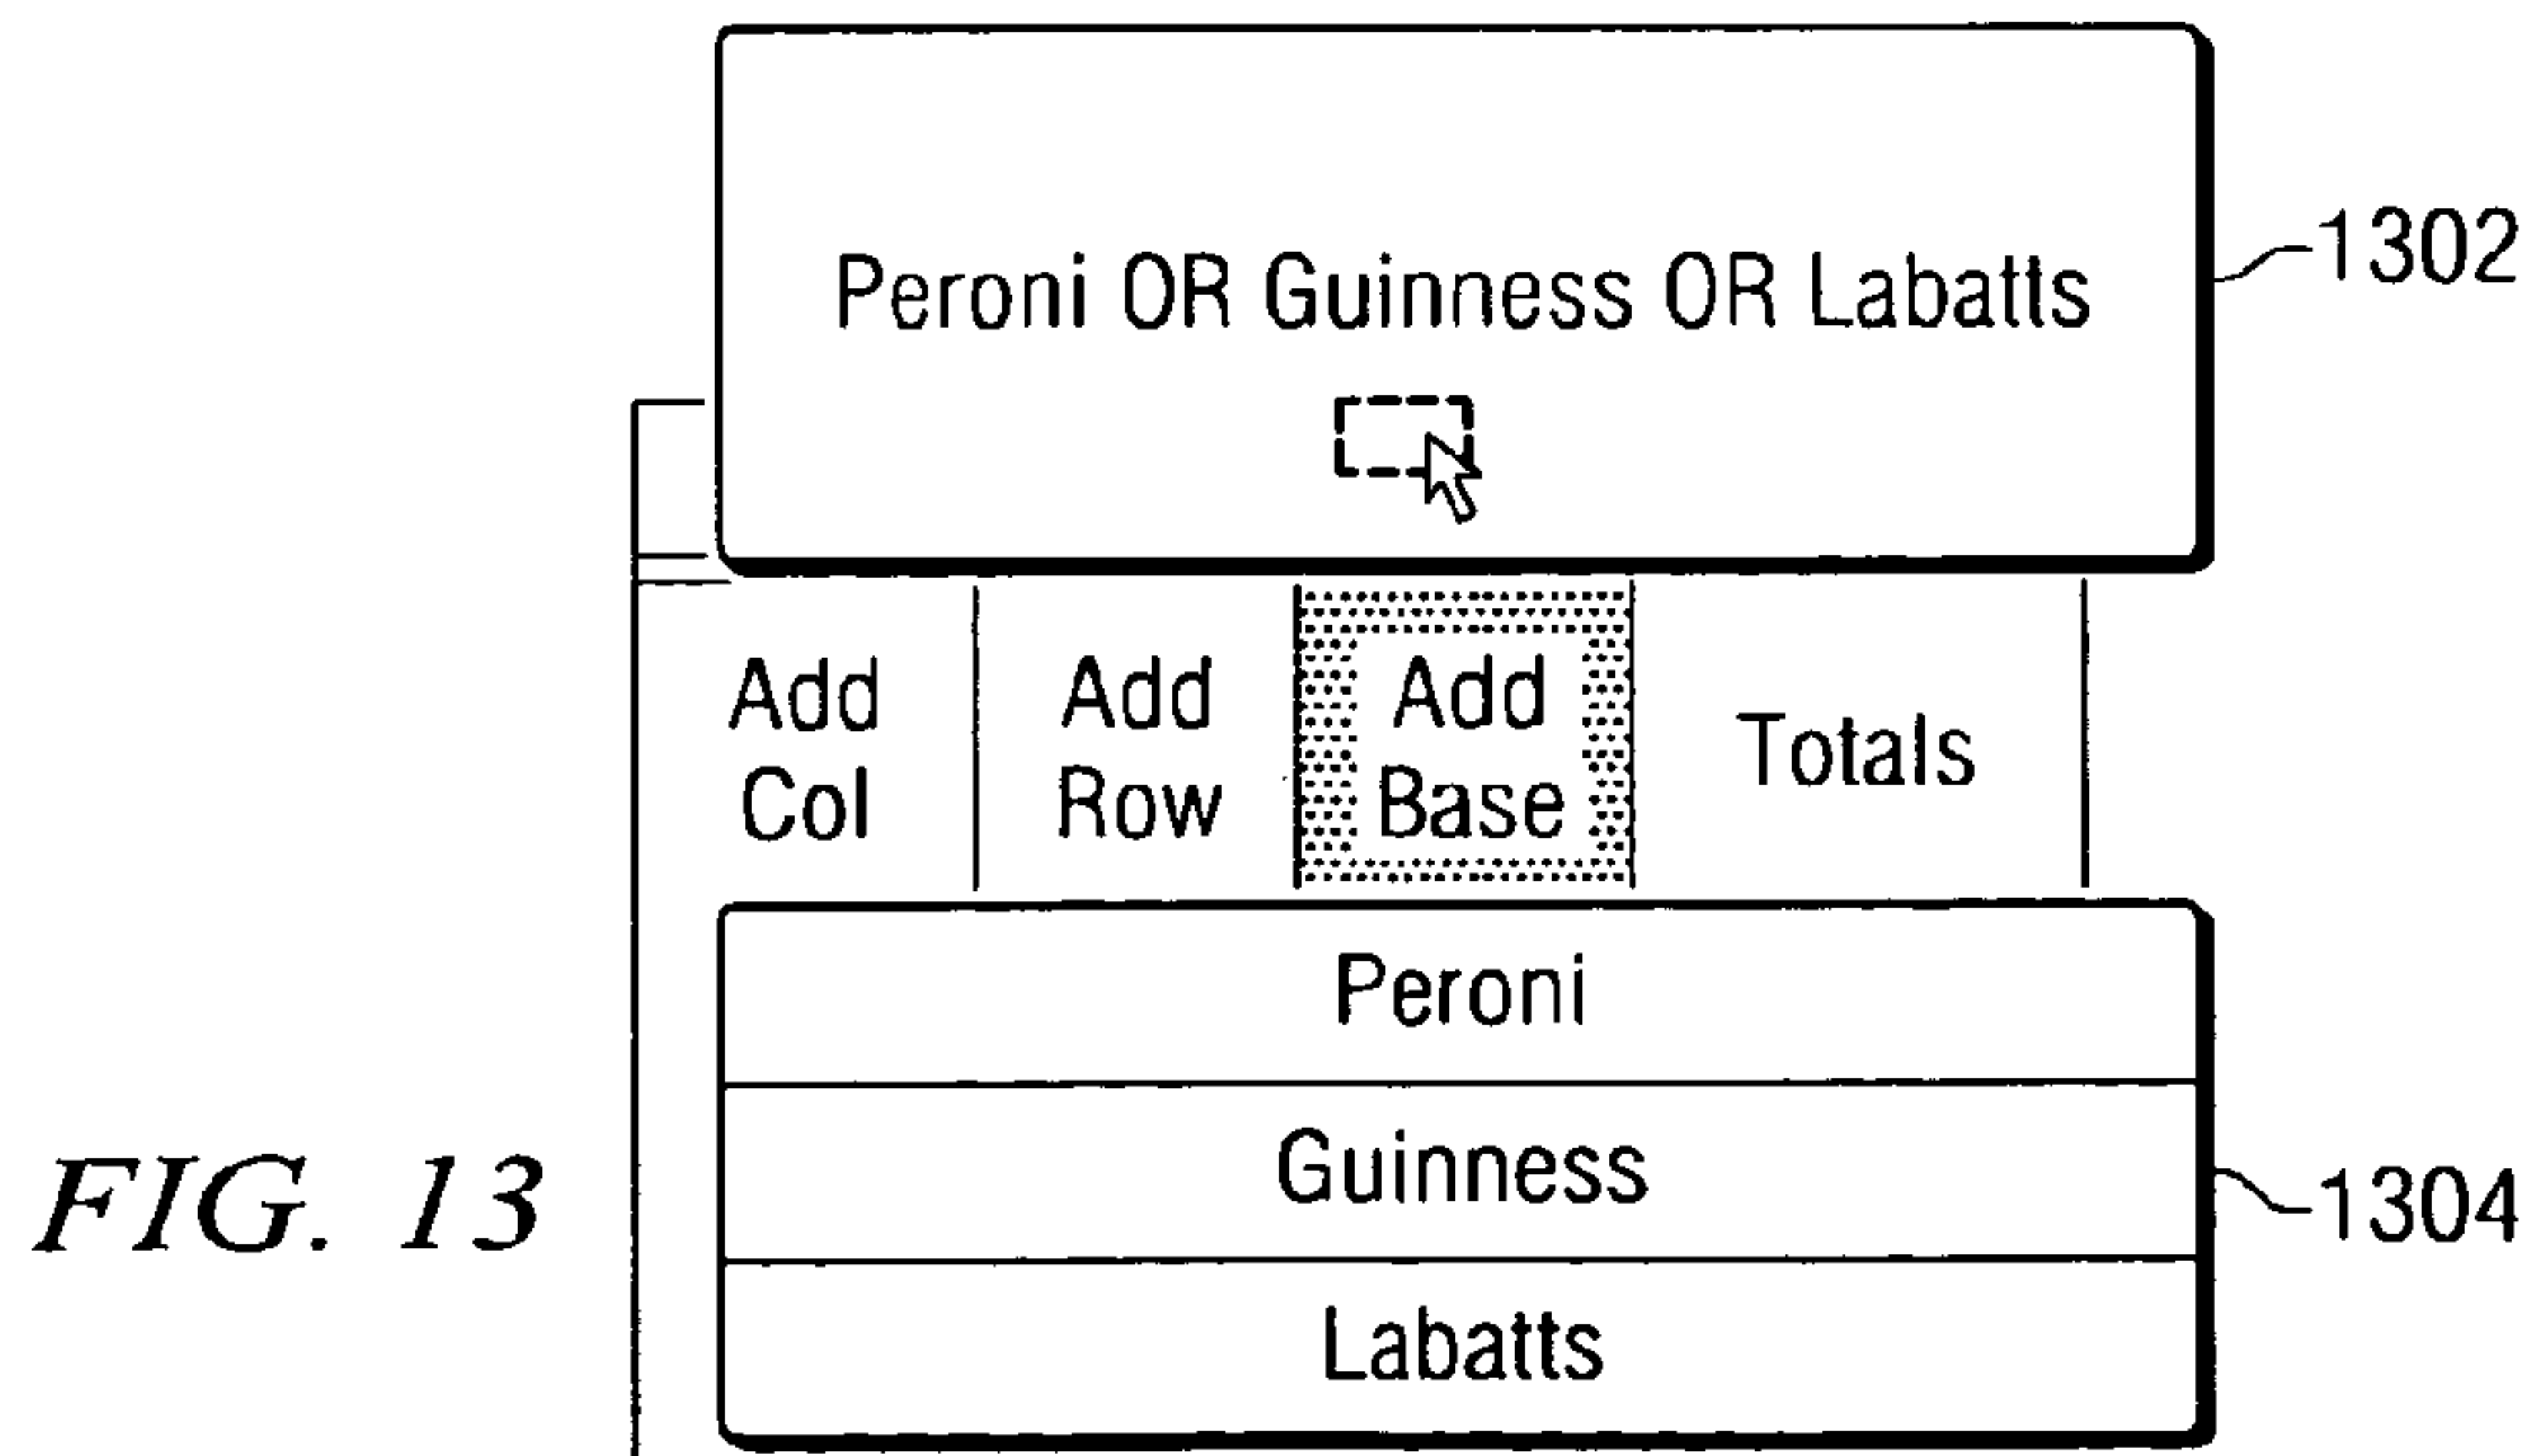 Peroni OR Guinness OR Labatts
1302
Add Col
Add Row
Add Base
Totals
Peroni
Guinness
1304
Labatts
FIG. 13